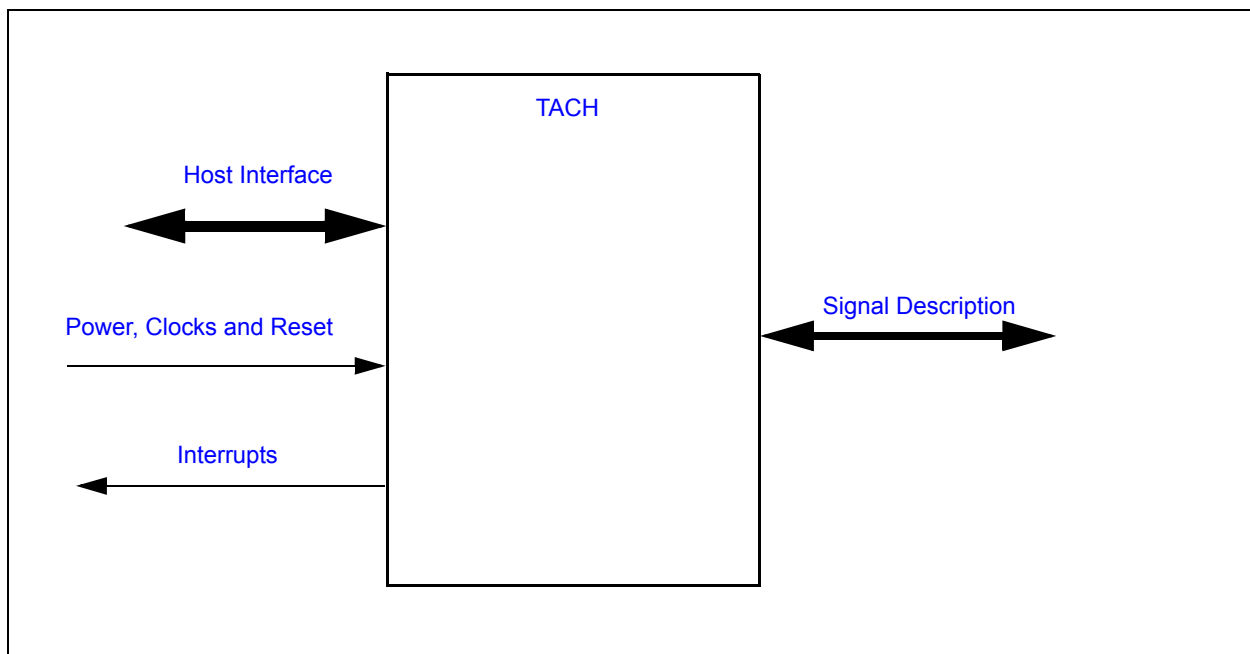 TACH
Host Interface
Signal Description
Power, Clocks and Reset
Interrupts